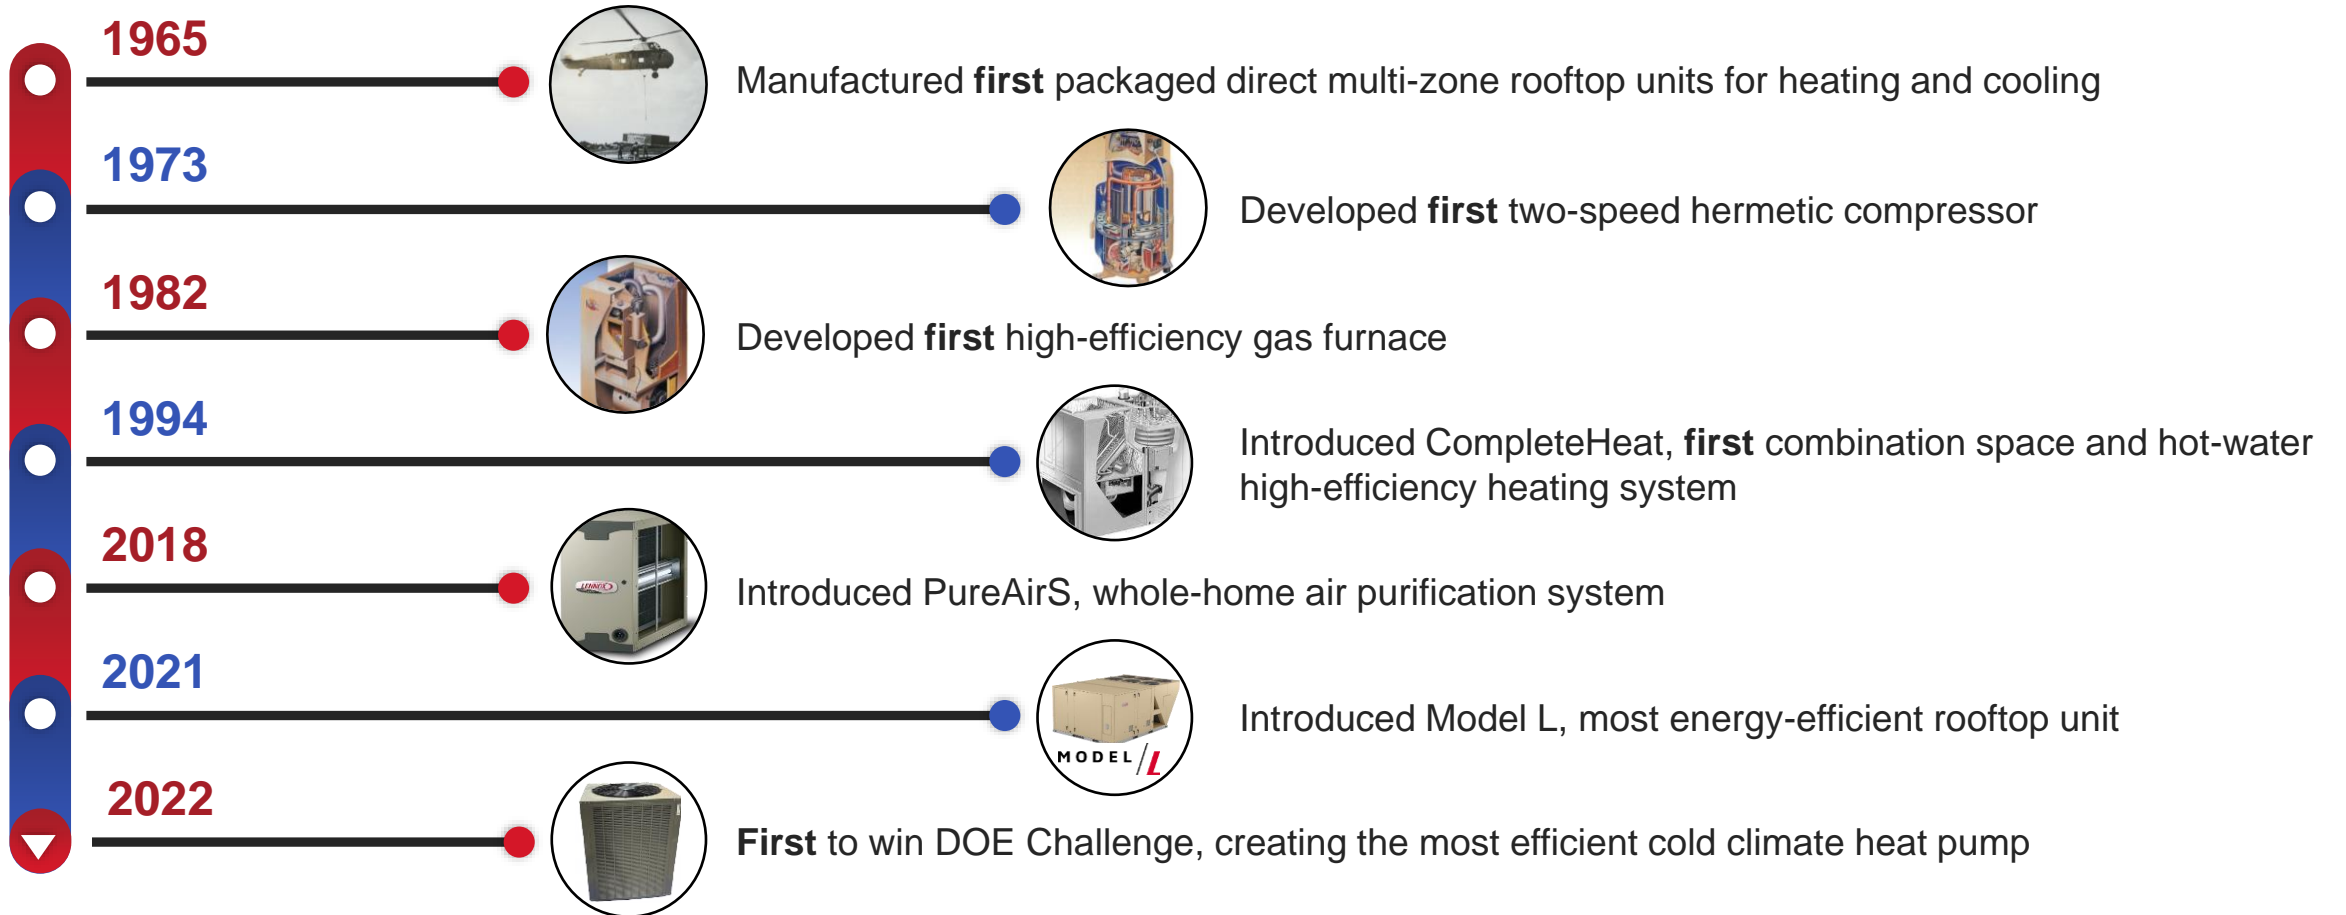 1965
Manufactured first packaged direct multi-zone rooftop units for heating and cooling
1973
Developed first two-speed hermetic compressor
1982
Developed first high-efficiency gas furnace
1994
Introduced CompleteHeat, first combination space and hot-water
high-efficiency heating system
2018
LENNOX
Introduced PureAirS, whole-home air purification system
2021
MODEL L
Introduced Model L, most energy-efficient rooftop unit
2022
First to win DOE Challenge, creating the most efficient cold climate heat pump